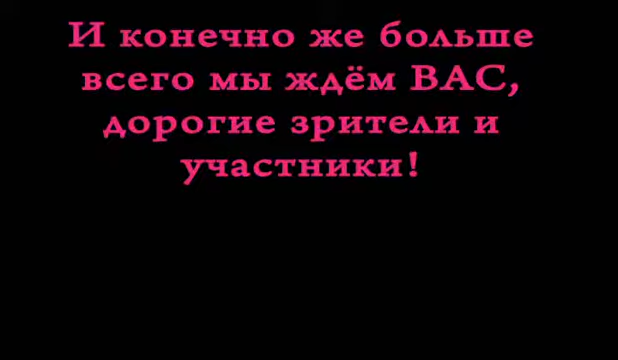 И конечно же больше
всего мы ждём ВАС,
дорогие зрители и
участники!